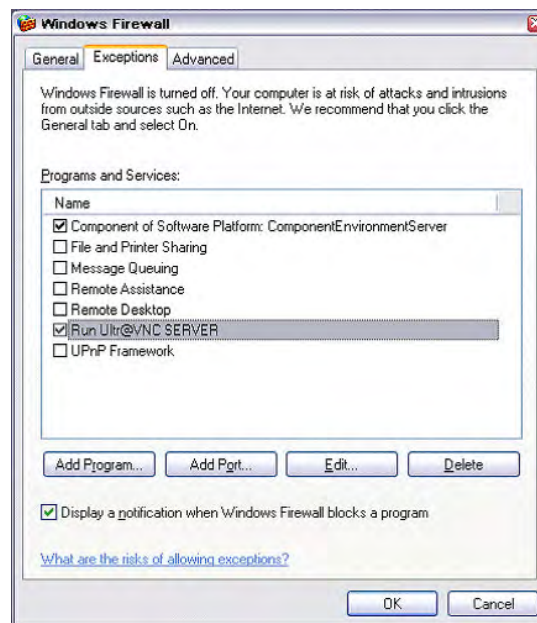 Windows Firewall
General Exceptions Advanced
Windows Firewall is turned off. Your computer is at risk of attacks and intrusions
from outside sources such as the Internet. We recommend that you click the
General tab and select On.
Programs and Services:
Name
Component of Software Platform: ComponentEnvironmentServer
File and Printer Sharing
Message Queuing
Remote Assistance
Remote Desktop
Run Ultr@VNC SERVER
UPnP Framework
Add Program... Add Port... Edit... Delete
Display a notification when Windows Firewall blocks a program
What are the risks of allowing exceptions?
OK Cancel